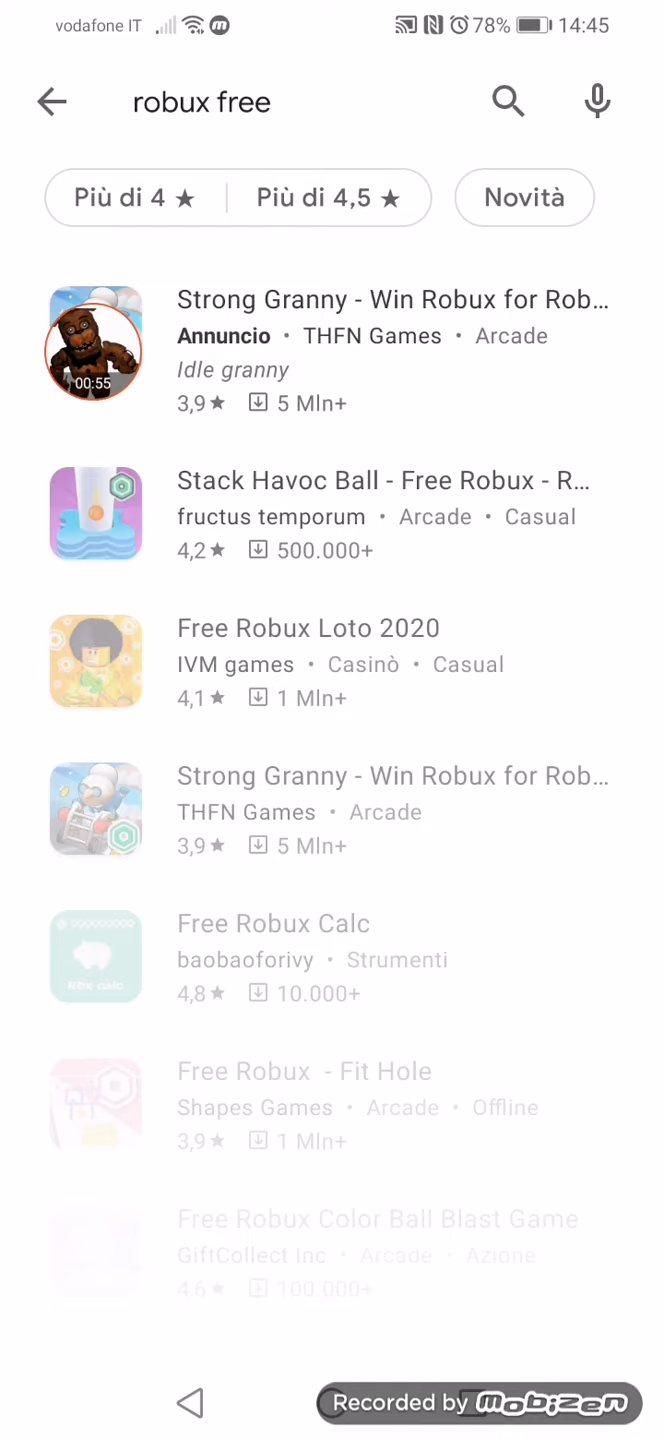 vodafone IT 78% 14:45
robux free
Più di 4 ★ Più di 4,5 ★ Novità
Strong Granny - Win Robux for Rob...
Annuncio • THFN Games • Arcade
Idle granny
00:55
3,9 ★ 5 Mln+
Stack Havoc Ball - Free Robux - R...
fructus temporum • Arcade • Casual
4,2 ★ 500.000+
Free Robux Loto 2020
IVM games • Casinò • Casual
4,1 ★ 1 Mln+
Strong Granny - Win Robux for Rob...
THFN Games • Arcade
3,9 ★ 5 Mln+
Free Robux Calc
baobaoforivy • Strumenti
Rbx calc
4,8 ★ 10.000+
Free Robux - Fit Hole
Shapes Games • Arcade • Offline
3,9 ★ 1 Mln+
Free Robux Color Ball Blast Game
GiftCollect Inc • Arcade • Azione
4,6 ★ 100.000+
Recorded by Mobizen